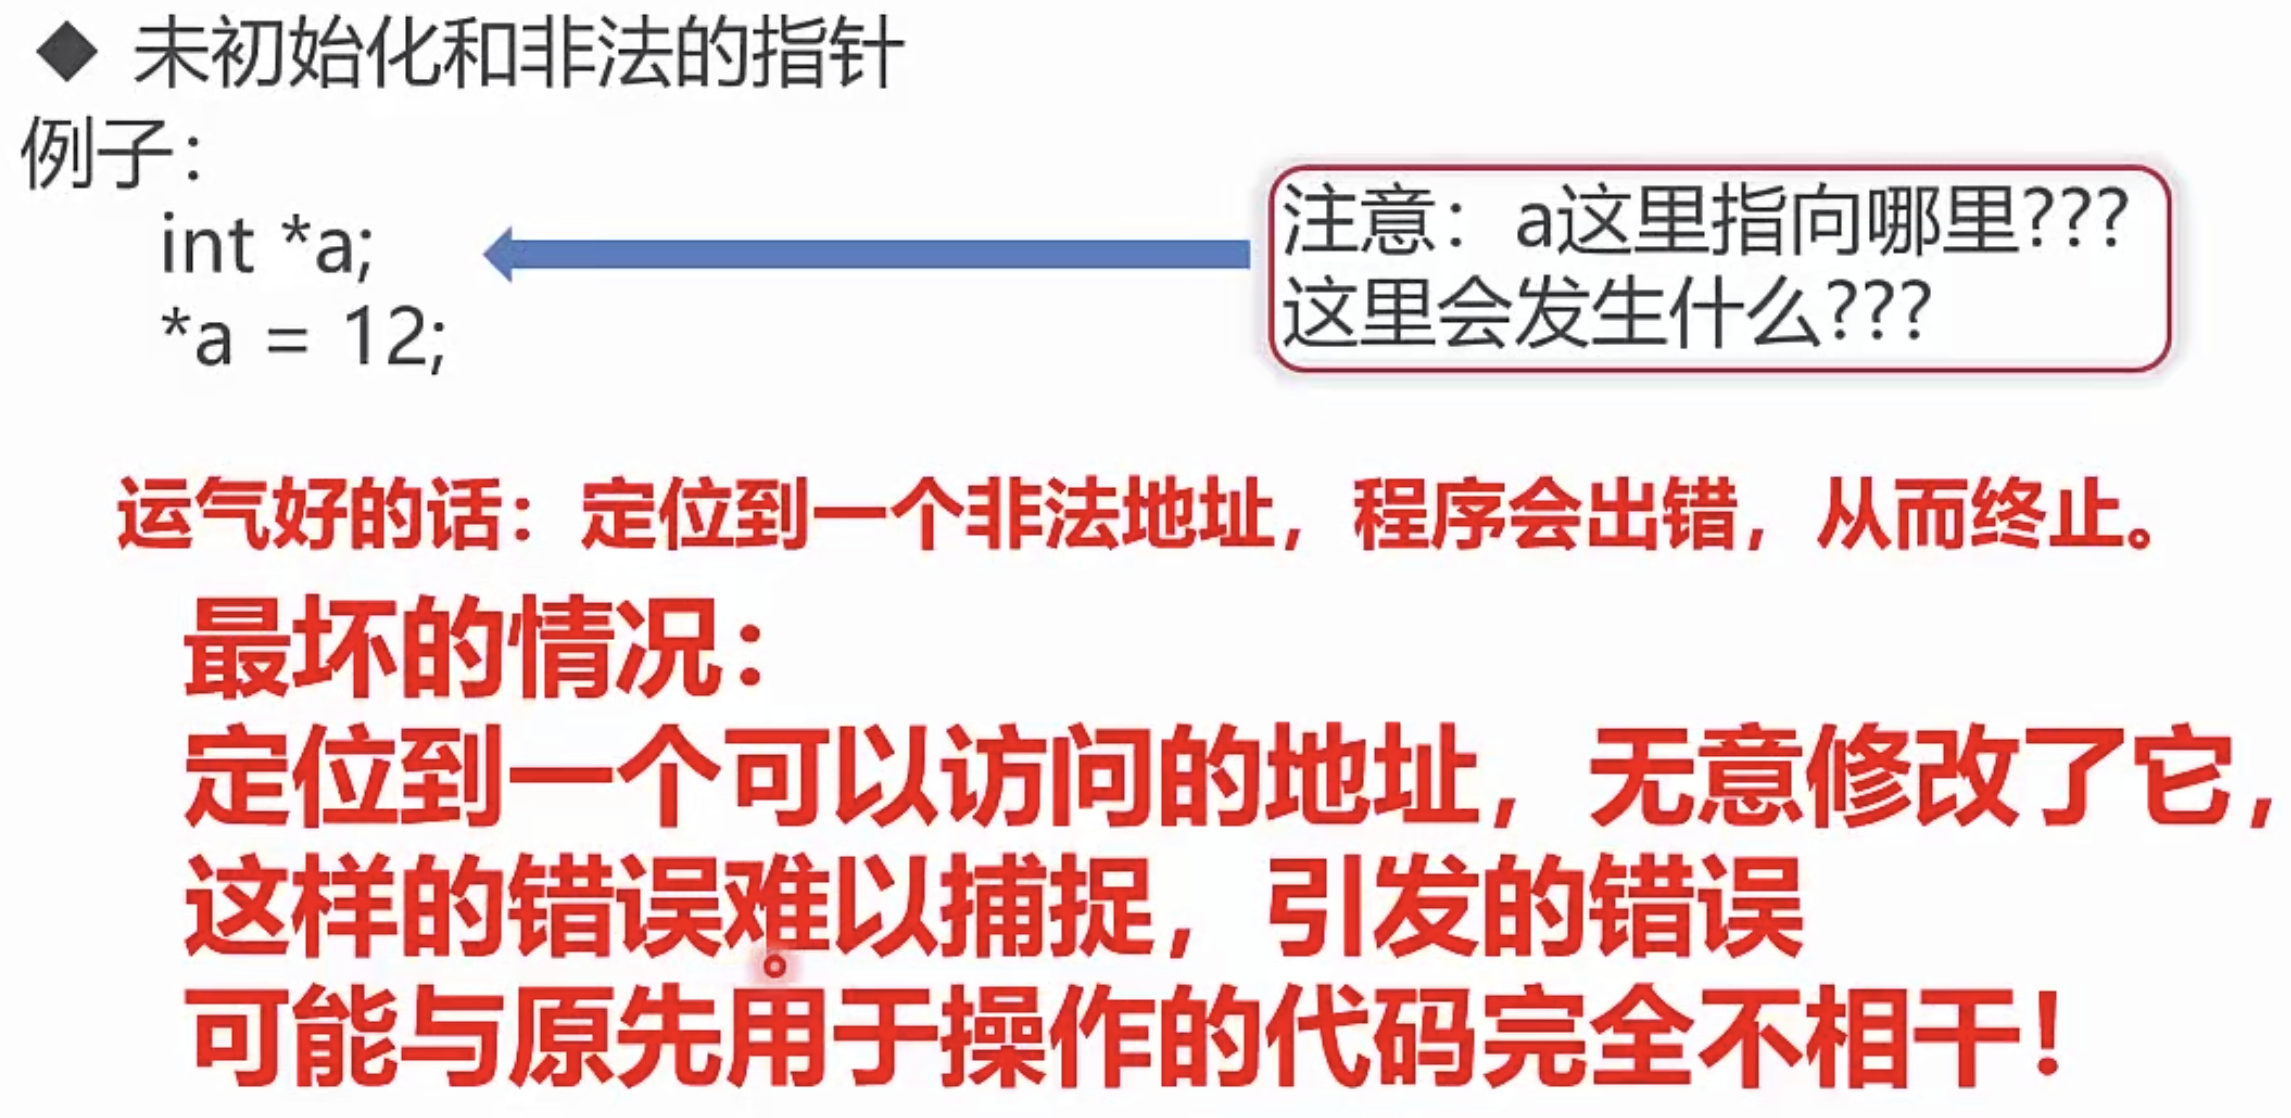 ◆ 未初始化和非法的指针
例子：
int *a;
*a = 12;
注意：a这里指向哪里???
这里会发生什么???
运气好的话：定位到一个非法地址，程序会出错，从而终止。
最坏的情况：
定位到一个可以访问的地址，无意修改了它，
这样的错误难以捕捉，引发的错误
可能与原先用于操作的代码完全不相干！